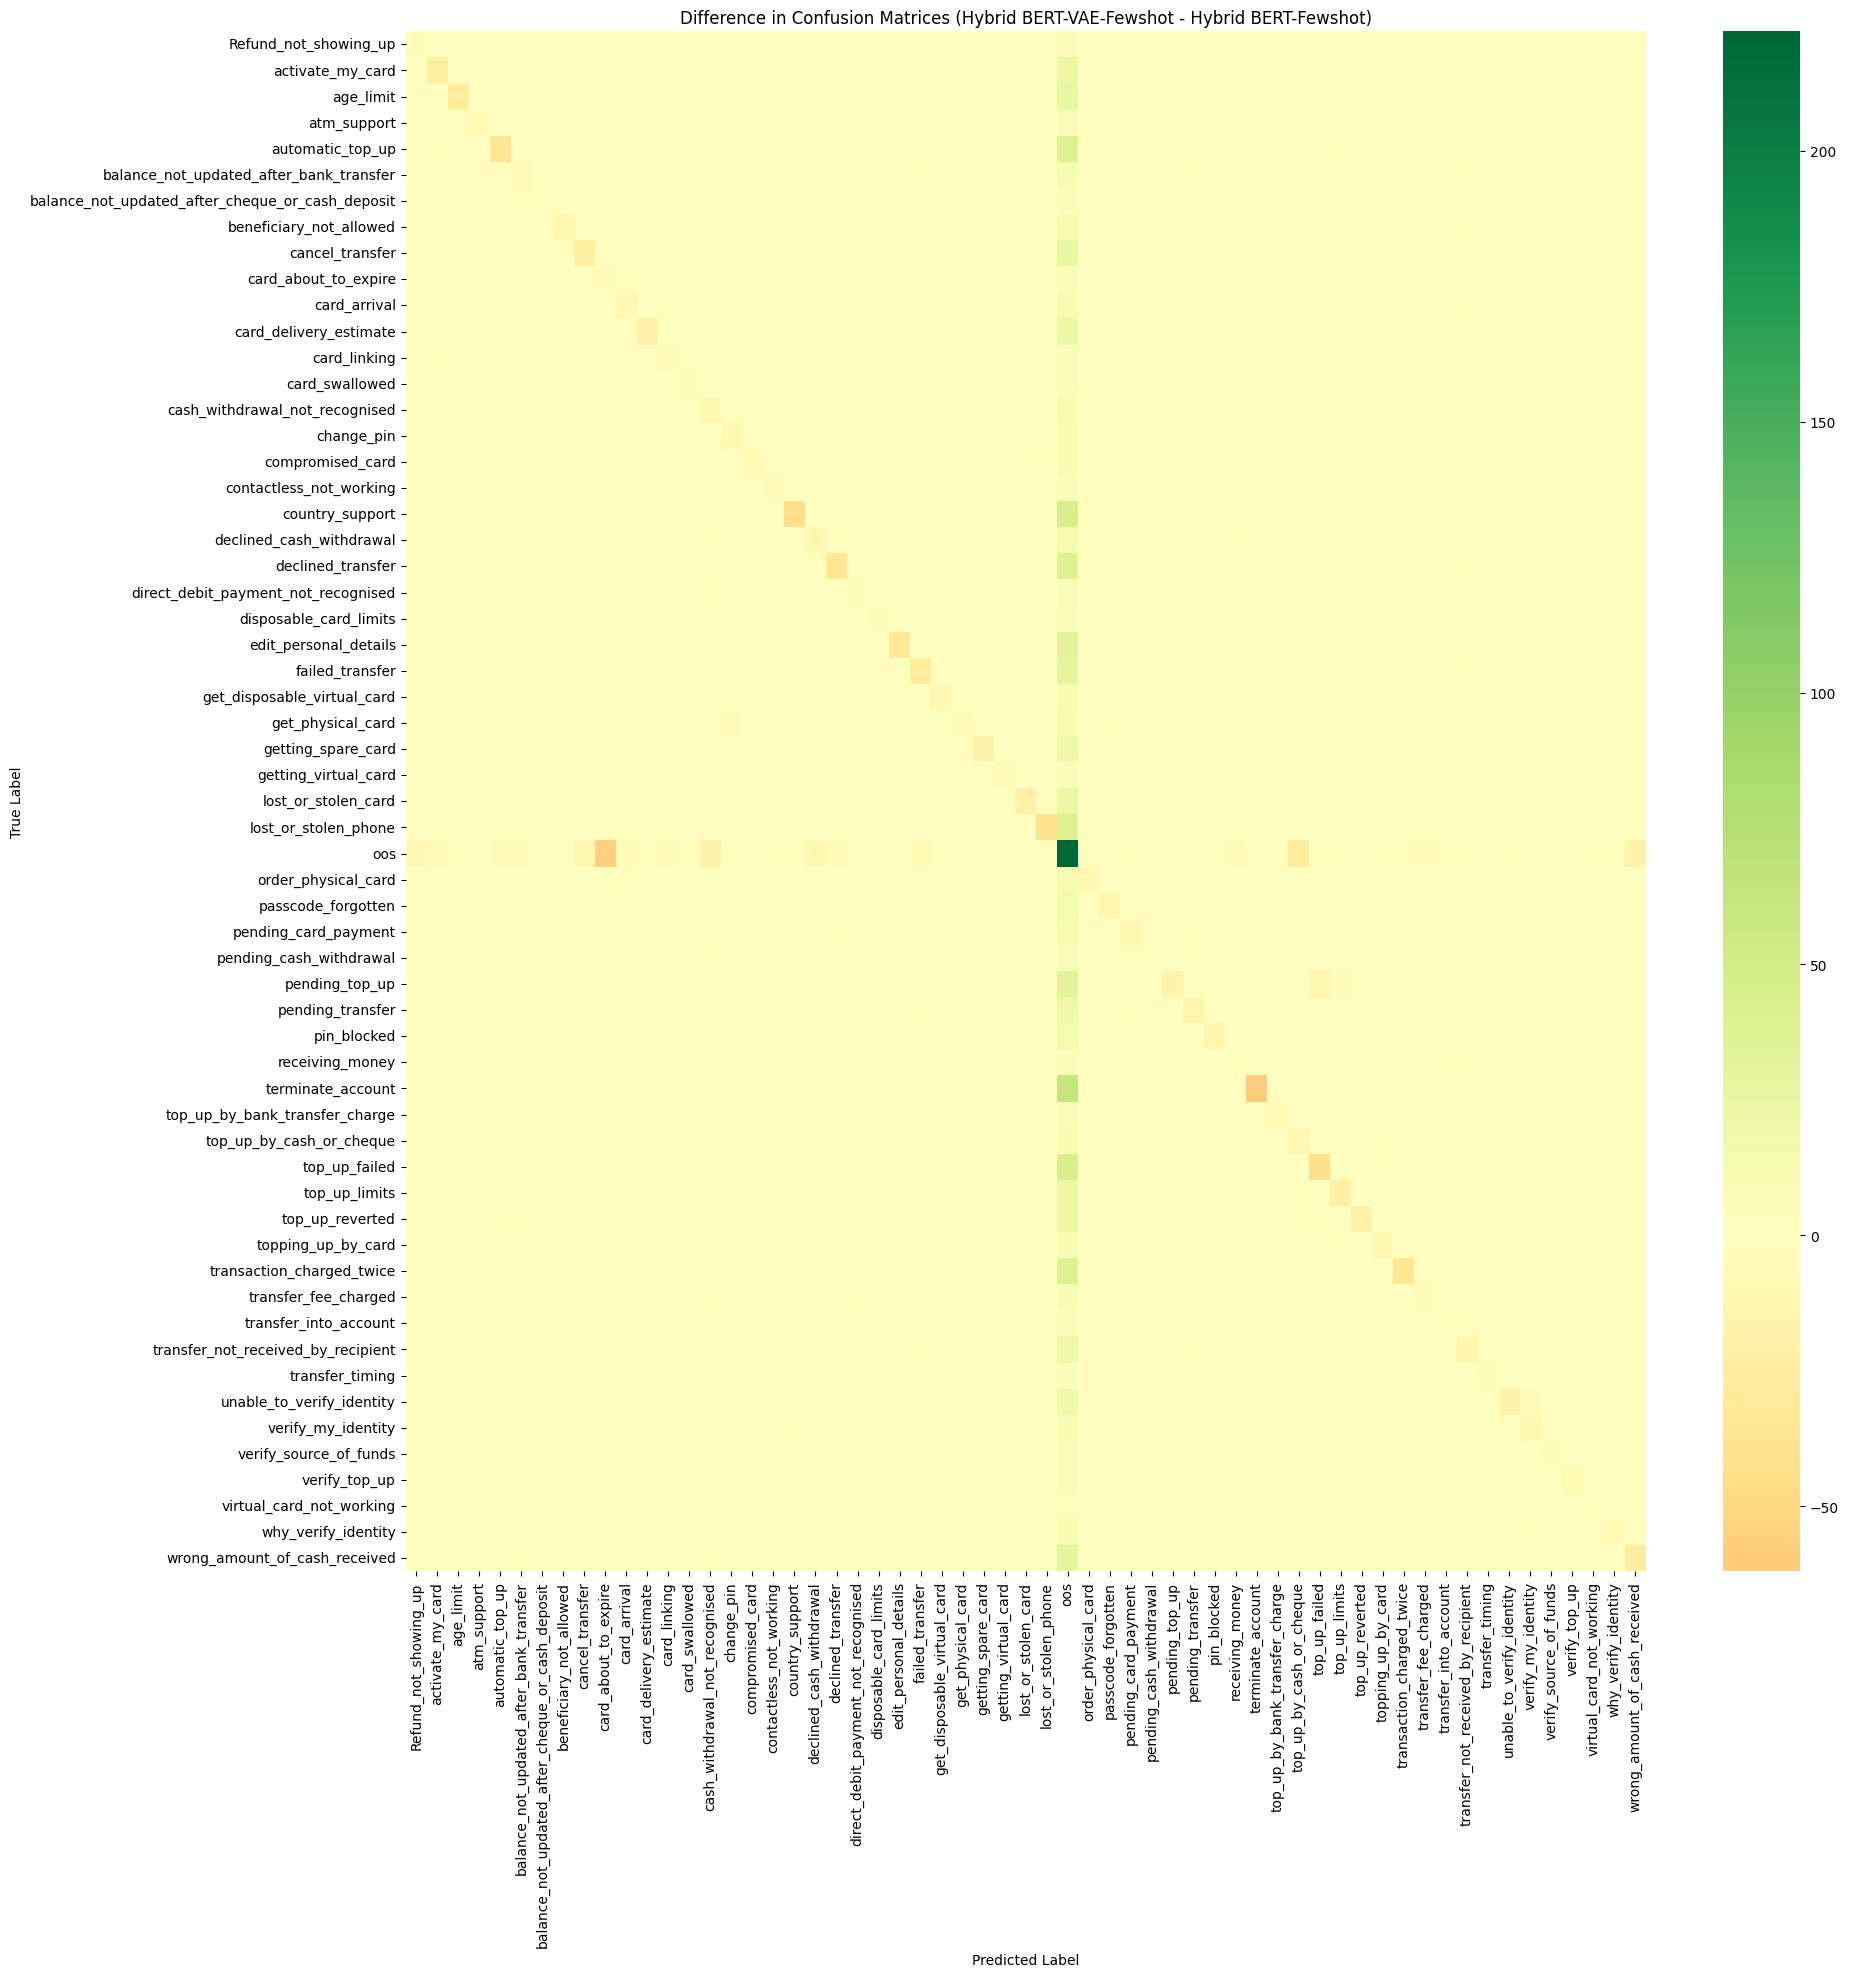 Difference in Confusion Matrices (Hybrid BERT-VAE-Fewshot - Hybrid BERT-Fewshot)
True Label
Refund_not_showing_up
activate_my_card
age_limit
atm_support
automatic_top_up
balance_not_updated_after_bank_transfer
balance_not_updated_after_cheque_or_cash_deposit
beneficiary_not_allowed
cancel_transfer
card_about_to_expire
card_arrival
card_delivery_estimate
card_linking
card_swallowed
cash_withdrawal_not_recognised
change_pin
compromised_card
contactless_not_working
country_support
declined_cash_withdrawal
declined_transfer
direct_debit_payment_not_recognised
disposable_card_limits
edit_personal_details
failed_transfer
get_disposable_virtual_card
get_physical_card
getting_spare_card
getting_virtual_card
lost_or_stolen_card
lost_or_stolen_phone
oos
order_physical_card
passcode_forgotten
pending_card_payment
pending_cash_withdrawal
pending_top_up
pending_transfer
pin_blocked
receiving_money
terminate_account
top_up_by_bank_transfer_charge
top_up_by_cash_or_cheque
top_up_failed
top_up_limits
top_up_reverted
topping_up_by_card
transaction_charged_twice
transfer_fee_charged
transfer_into_account
transfer_not_received_by_recipient
transfer_timing
unable_to_verify_identity
verify_my_identity
verify_source_of_funds
verify_top_up
virtual_card_not_working
why_verify_identity
wrong_amount_of_cash_received
Refund_not_showing_up
activate_my_card
age_limit
atm_support
automatic_top_up
balance_not_updated_after_bank_transfer
balance_not_updated_after_cheque_or_cash_deposit
beneficiary_not_allowed
cancel_transfer
card_about_to_expire
card_arrival
card_delivery_estimate
card_linking
card_swallowed
cash_withdrawal_not_recognised
change_pin
compromised_card
contactless_not_working
country_support
declined_cash_withdrawal
declined_transfer
direct_debit_payment_not_recognised
disposable_card_limits
edit_personal_details
failed_transfer
get_disposable_virtual_card
get_physical_card
getting_spare_card
getting_virtual_card
lost_or_stolen_card
lost_or_stolen_phone
oos
order_physical_card
passcode_forgotten
pending_card_payment
pending_cash_withdrawal
pending_top_up
pending_transfer
pin_blocked
receiving_money
terminate_account
top_up_by_bank_transfer_charge
top_up_by_cash_or_cheque
top_up_failed
top_up_limits
top_up_reverted
topping_up_by_card
transaction_charged_twice
transfer_fee_charged
transfer_into_account
transfer_not_received_by_recipient
transfer_timing
unable_to_verify_identity
verify_my_identity
verify_source_of_funds
verify_top_up
virtual_card_not_working
why_verify_identity
wrong_amount_of_cash_received
Predicted Label
200
150
100
50
0
−50